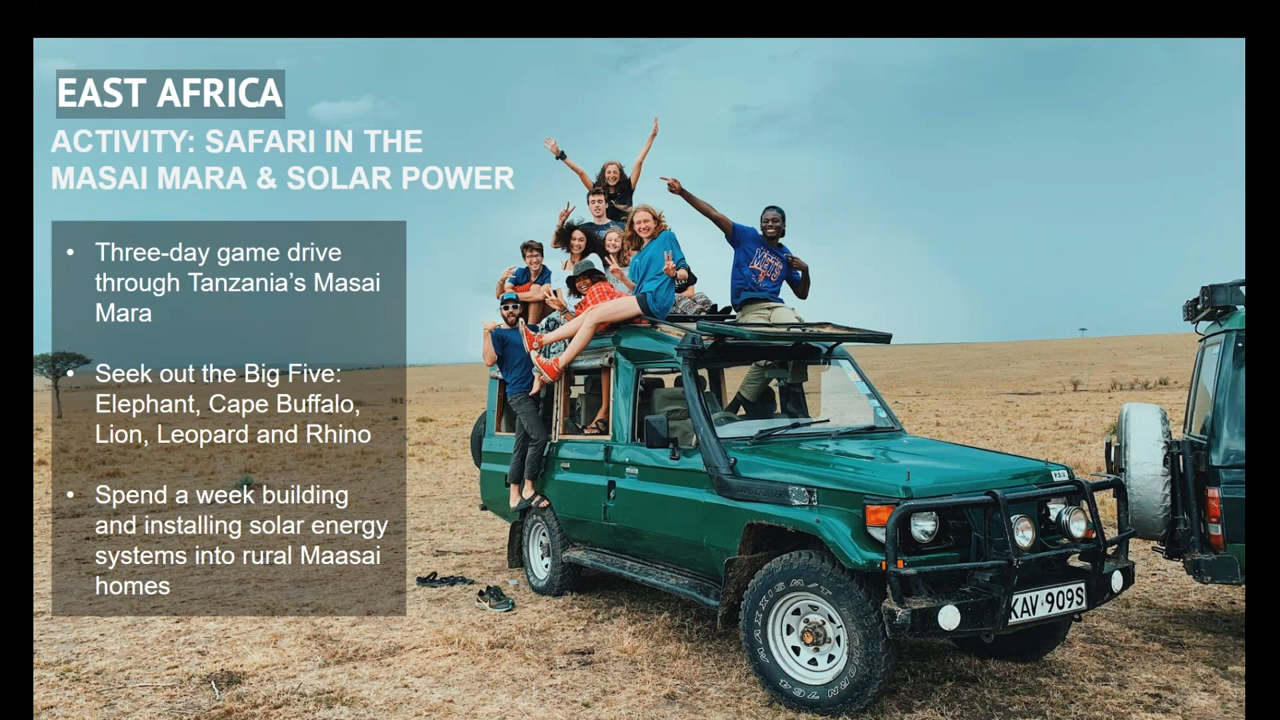 EAST AFRICA
ACTIVITY: SAFARI IN THE
MASAI MARA & SOLAR POWER
• Three-day game drive
through Tanzania’s Masai
Mara
• Seek out the Big Five:
Elephant, Cape Buffalo,
Lion, Leopard and Rhino
• Spend a week building
and installing solar energy
systems into rural Maasai
homes
METS
KAV 909S
MAXXIS